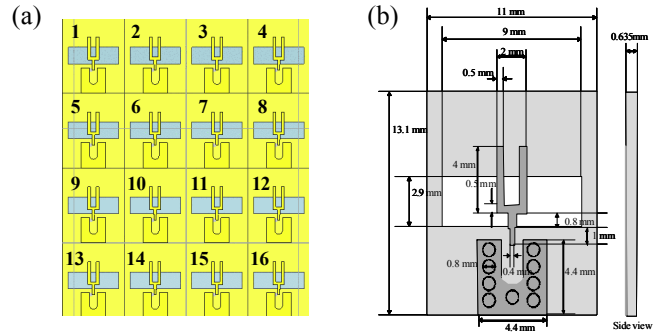 (a)
1 2 3 4
5 6 7 8
9 10 11 12
13 14 15 16
(b)
11 mm
9 mm
0.635mm
2 mm
0.5 mm
13.1 mm
4 mm
0.5 mm
2.9 mm
0.8 mm
1 mm
0.8 mm
0.4 mm
4.4 mm
4.4 mm
Side view